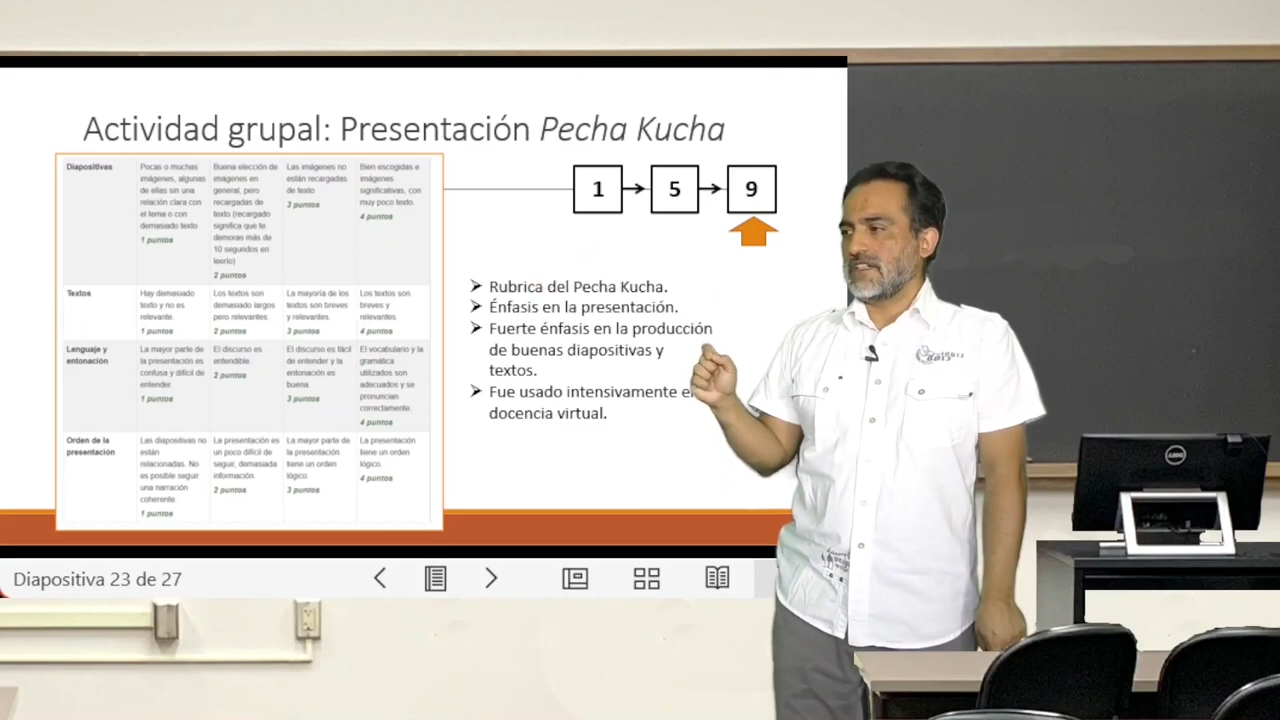 Actividad grupal: Presentación Pecha Kucha
Diapositivas
Pocas o muchas
imágenes, algunas
de ellas sin una
relación clara con
el tema o con
demasiado texto
1 puntos
Buena elección de
imágenes en
general, pero
recargadas de
texto (recargado
significa que te
demoras más de
10 segundos en
leerlo)
2 puntos
Las imágenes no
están recargadas
de texto
3 puntos
Bien escogidas e
imágenes
significativas, con
muy poco texto.
4 puntos
Textos
Hay demasiado
texto y no es
relevante.
1 puntos
Los textos son
demasiado largos
pero relevantes.
2 puntos
La mayoría de los
textos son breves
y relevantes.
3 puntos
Los textos son
breves y
relevantes.
4 puntos
Lenguaje y
entonación
La mayor parte de
la presentación es
confusa y difícil de
entender.
1 puntos
El discurso es
entendible.
2 puntos
El discurso es fácil
de entender y la
entonación es
buena.
3 puntos
El vocabulario y la
gramática
utilizados son
adecuados y se
pronuncian
correctamente.
4 puntos
Orden de la
presentación
Las diapositivas no
están
relacionadas. No
es posible seguir
una narración
coherente.
1 puntos
La presentación es
un poco difícil de
seguir, demasiada
información.
2 puntos
La mayor parte de
la presentación
tiene un orden
lógico.
3 puntos
La presentación
tiene un orden
lógico.
4 puntos
1 5 9
Rubrica del Pecha Kucha.
Énfasis en la presentación.
Fuerte énfasis en la producción
de buenas diapositivas y
textos.
Fue usado intensivamente en
docencia virtual.
Diapositiva 23 de 27
DELL